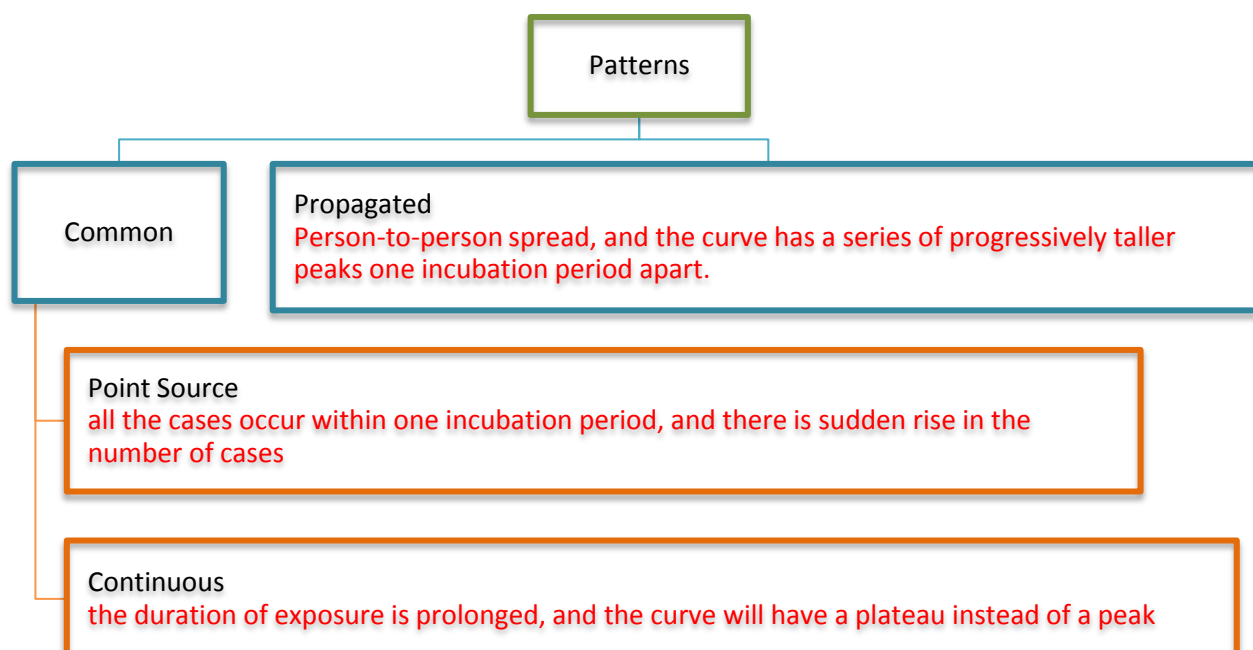 Patterns
Common
Propagated
Person-to-person spread, and the curve has a series of progressively taller
peaks one incubation period apart.
Point Source
all the cases occur within one incubation period, and there is sudden rise in the
number of cases
Continuous
the duration of exposure is prolonged, and the curve will have a plateau instead of a peak